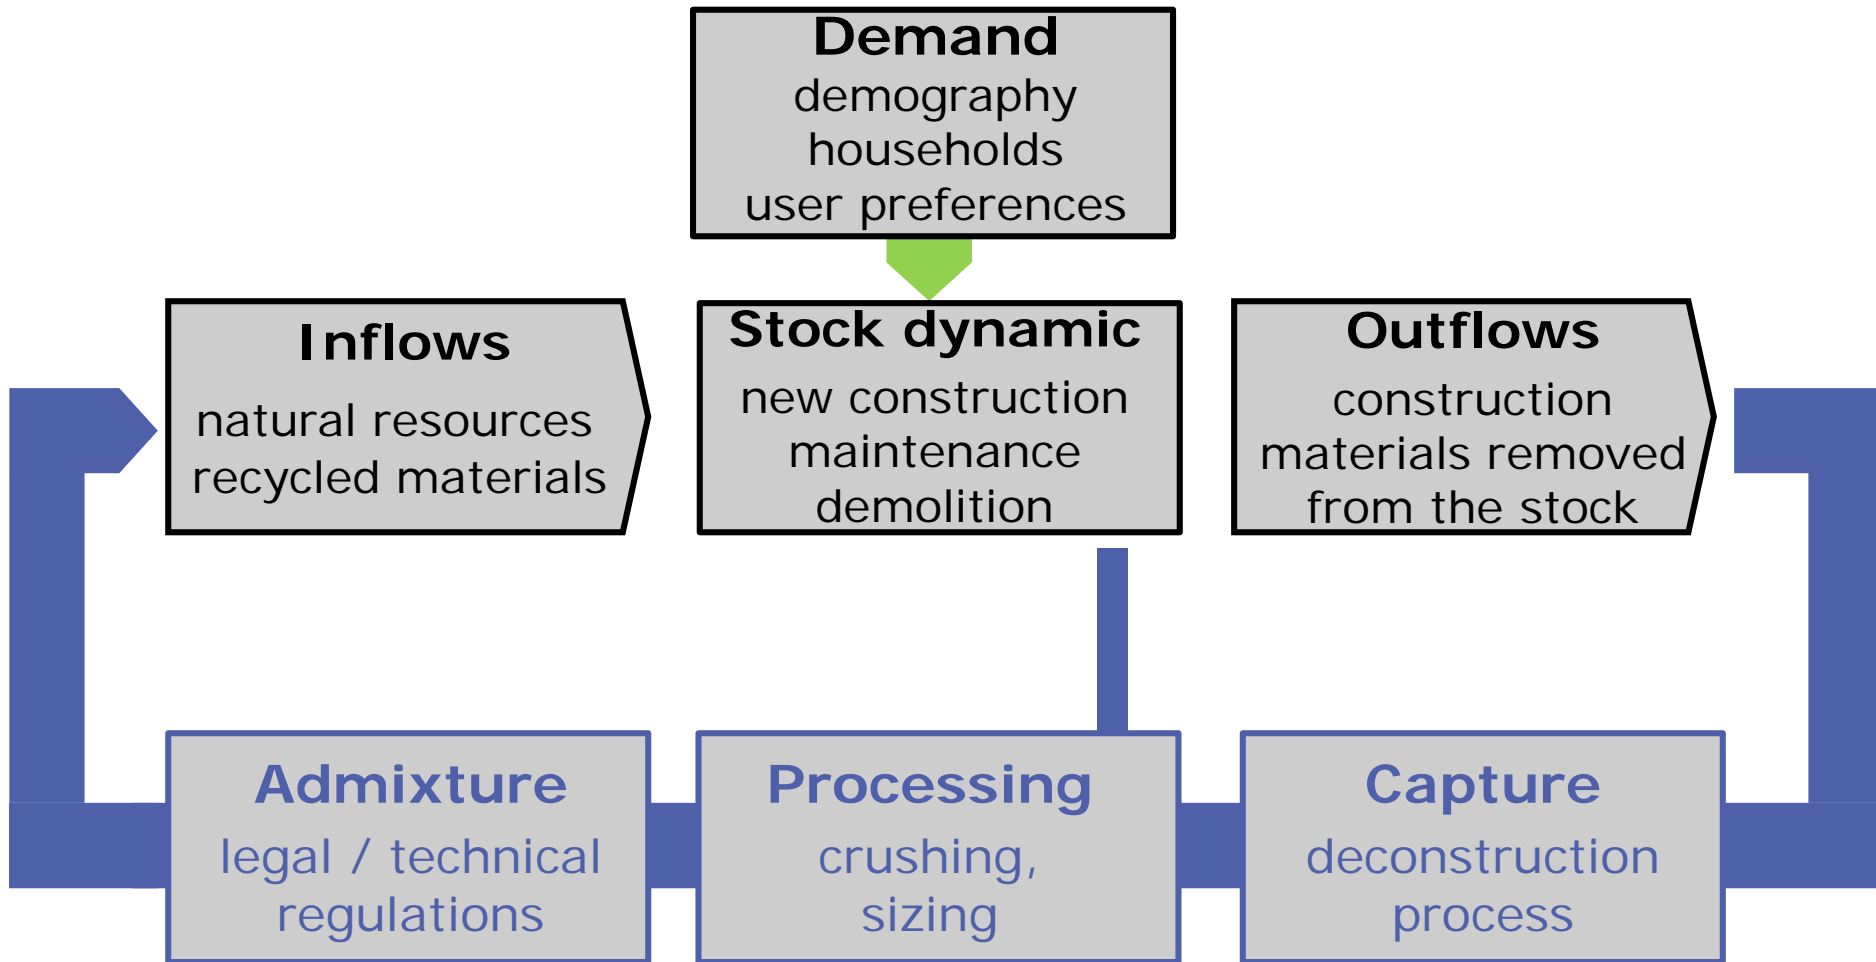 Demand
demography
households
user preferences
Inflows
natural resources
recycled materials
Stock dynamic
new construction
maintenance
demolition
Outflows
construction
materials removed
from the stock
Admixture
legal / technical
regulations
Processing
crushing,
sizing
Capture
deconstruction
process